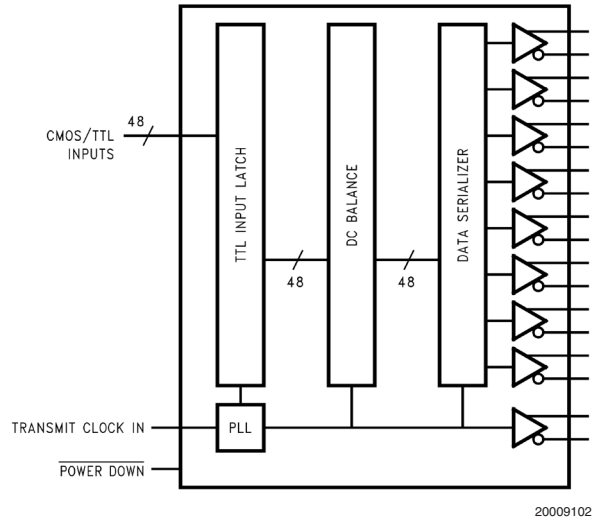 48
CMOS/TTL
INPUTS
TTL INPUT LATCH
48
DC BALANCE
48
DATA SERIALIZER
TRANSMIT CLOCK IN
PLL
POWER DOWN
20009102